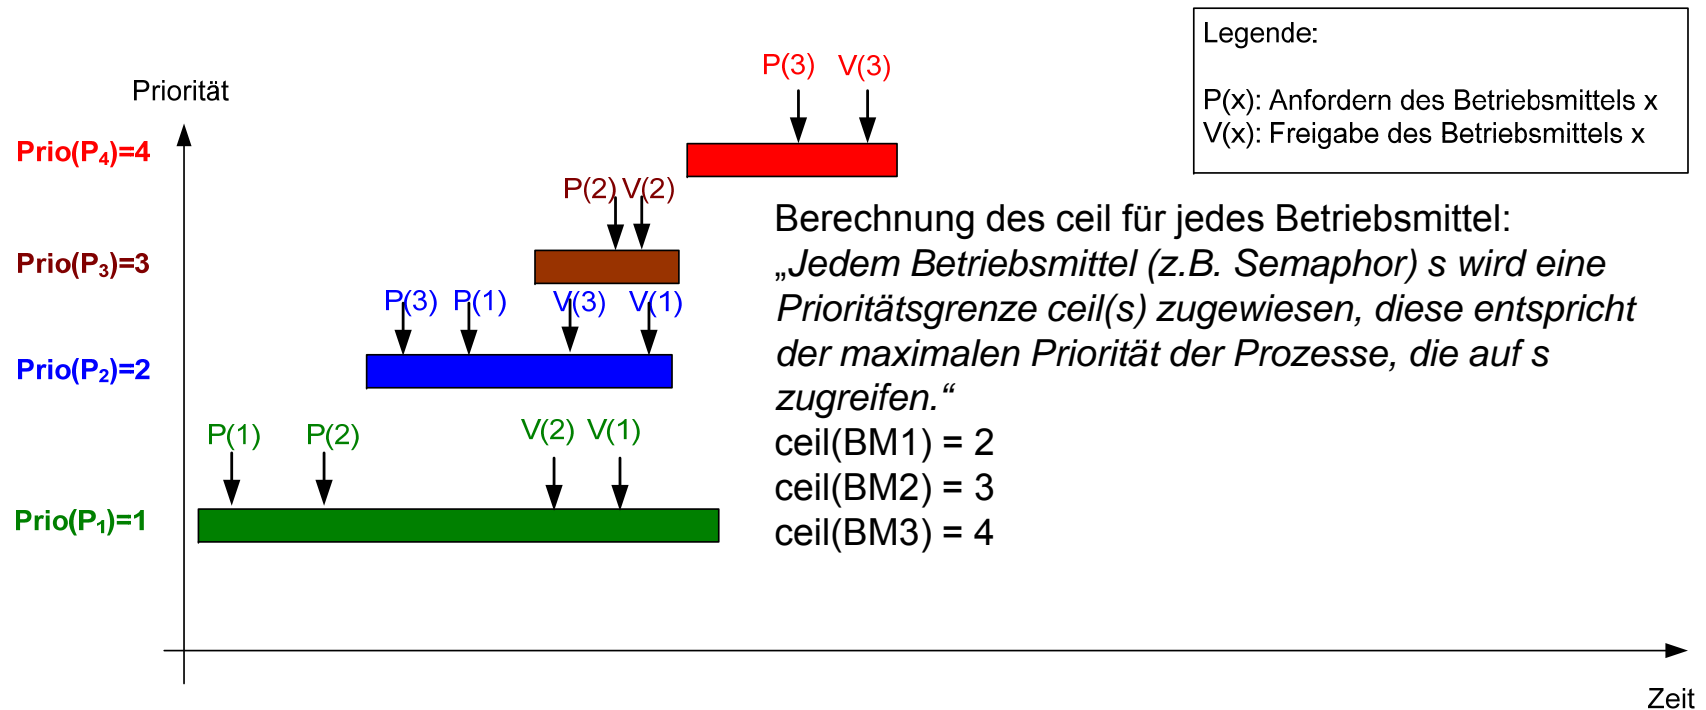 Legende:
P(x): Anfordern des Betriebsmittels x
V(x): Freigabe des Betriebsmittels x
Priorität
P(3) V(3)
Prio(P₄)=4
P(2) V(2)
Prio(P₃)=3
P(3) P(1) V(3) V(1)
Prio(P₂)=2
P(1) P(2) V(2) V(1)
Prio(P₁)=1
Berechnung des ceil für jedes Betriebsmittel:
„Jedem Betriebsmittel (z.B. Semaphor) s wird eine
Prioritätsgrenze ceil(s) zugewiesen, diese entspricht
der maximalen Priorität der Prozesse, die auf s
zugreifen.“
ceil(BM1) = 2
ceil(BM2) = 3
ceil(BM3) = 4
Zeit